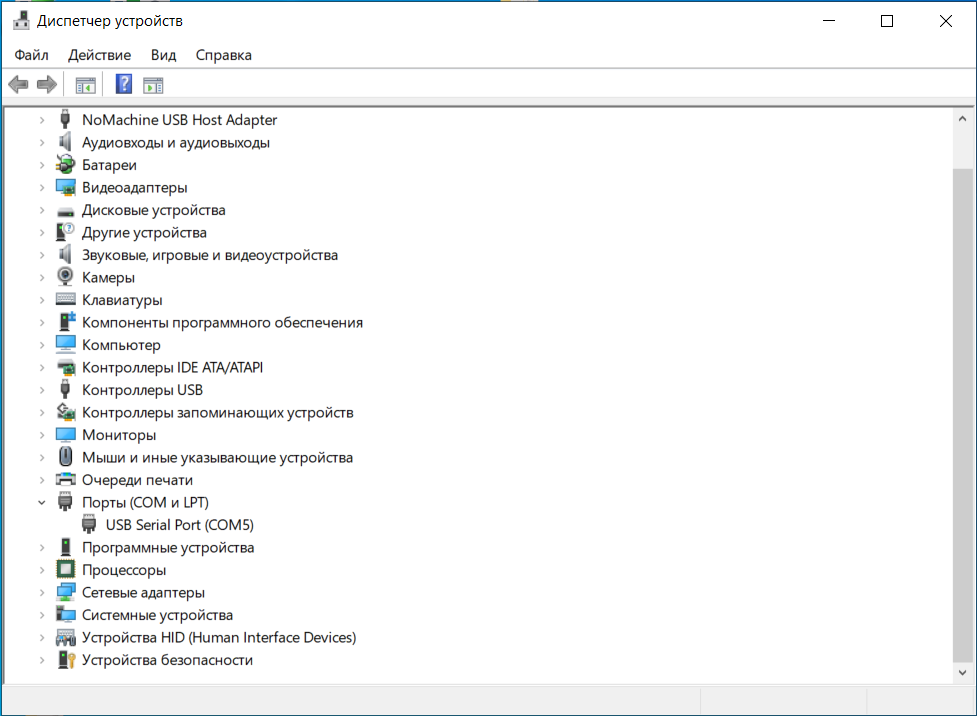 Диспетчер устройств
Файл Действие Вид Справка
NoMachine USB Host Adapter
Аудиовходы и аудиовыходы
Батареи
Видеоадаптеры
Дисковые устройства
Другие устройства
Звуковые, игровые и видеоустройства
Камеры
Клавиатуры
Компоненты программного обеспечения
Компьютер
Контроллеры IDE ATA/ATAPI
Контроллеры USB
Контроллеры запоминающих устройств
Мониторы
Мыши и иные указывающие устройства
Очереди печати
Порты (COM и LPT)
USB Serial Port (COM5)
Программные устройства
Процессоры
Сетевые адаптеры
Системные устройства
Устройства HID (Human Interface Devices)
Устройства безопасности